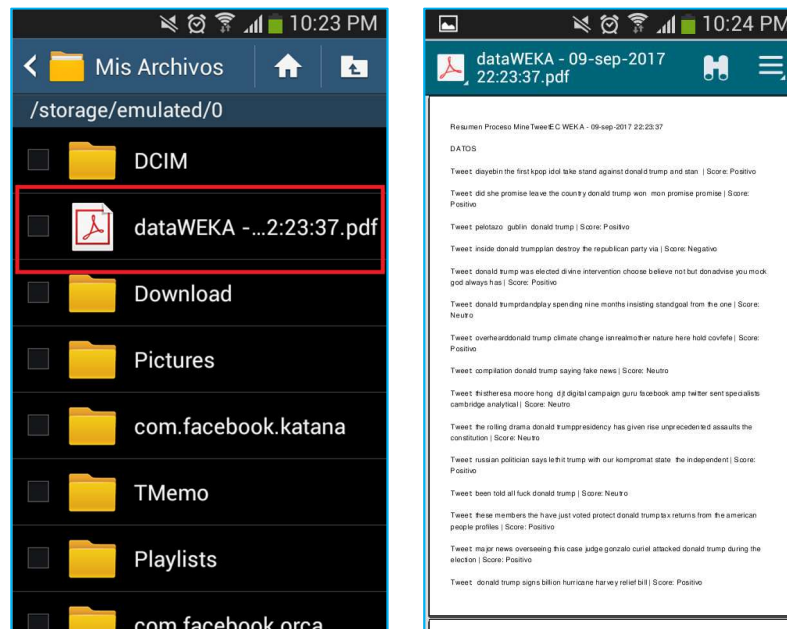 10:23 PM
Mis Archivos
/storage/emulated/0
DCIM
dataWEKA -...2:23:37.pdf
Download
Pictures
com.facebook.katana
TMemo
Playlists
com.facebook.orca
10:24 PM
dataWEKA - 09-sep-2017
22:23:37.pdf
Resumen Proceso MineTweetEC WEKA - 09-sep-2017 22:23:37
DATOS
Tweet: diayebin the first kpop idol take stand against donald trump and stan | Score: Positivo
Tweet: did she promise leave the country donald trump won mon promise promise | Score:
Positivo
Tweet: pelotazo gublin donald trump | Score: Positivo
Tweet: inside donald trumpplan destroy the republican party via | Score: Negativo
Tweet: donald trump was elected divine intervention choose believe not but donadvise you mock
god always has | Score: Positivo
Tweet: donald trumprdandplay spending nine months insisting standgoal from the one | Score:
Neutro
Tweet: overhearddonald trump climate change isnrealmother nature here hold covfefe | Score:
Positivo
Tweet: compilation donald trump saying fake news | Score: Neutro
Tweet: thistheresa moore hong djt digital campaign guru facebook amp twitter sent specialists
cambridge analytical | Score: Neutro
Tweet: the rolling drama donald trumppresidency has given rise unprecedented assaults the
constitution | Score: Neutro
Tweet: russian politician says lethit trump with our kompromat state the independent | Score:
Positivo
Tweet: been told all fuck donald trump | Score: Neutro
Tweet: these members the have just voted protect donald trumptax returns from the american
people profiles | Score: Positivo
Tweet: major news overseeing this case judge gonzalo curiel attacked donald trump during the
election | Score: Positivo
Tweet: donald trump signs billion hurricane harvey relief bill | Score: Positivo